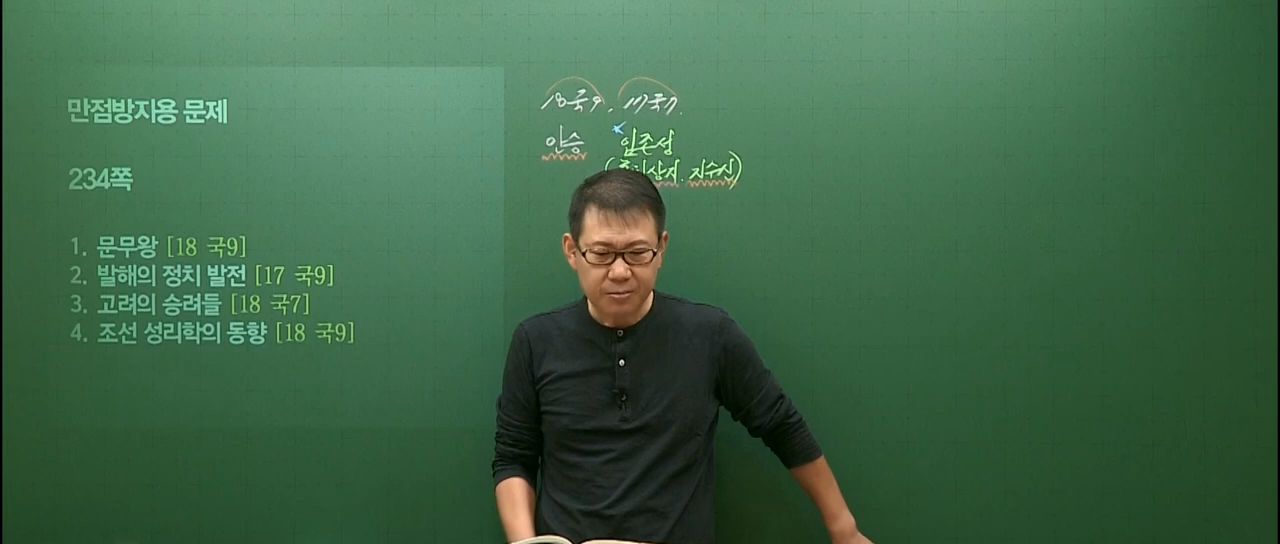 만점방지용 문제
234쪽
1. 문무왕 [18 국9]
2. 발해의 정치 발전 [17 국9]
3. 고려의 승려들 [18 국7]
4. 조선 성리학의 동향 [18 국9]
18국9, 17국7.
안승 임존성
지수신)